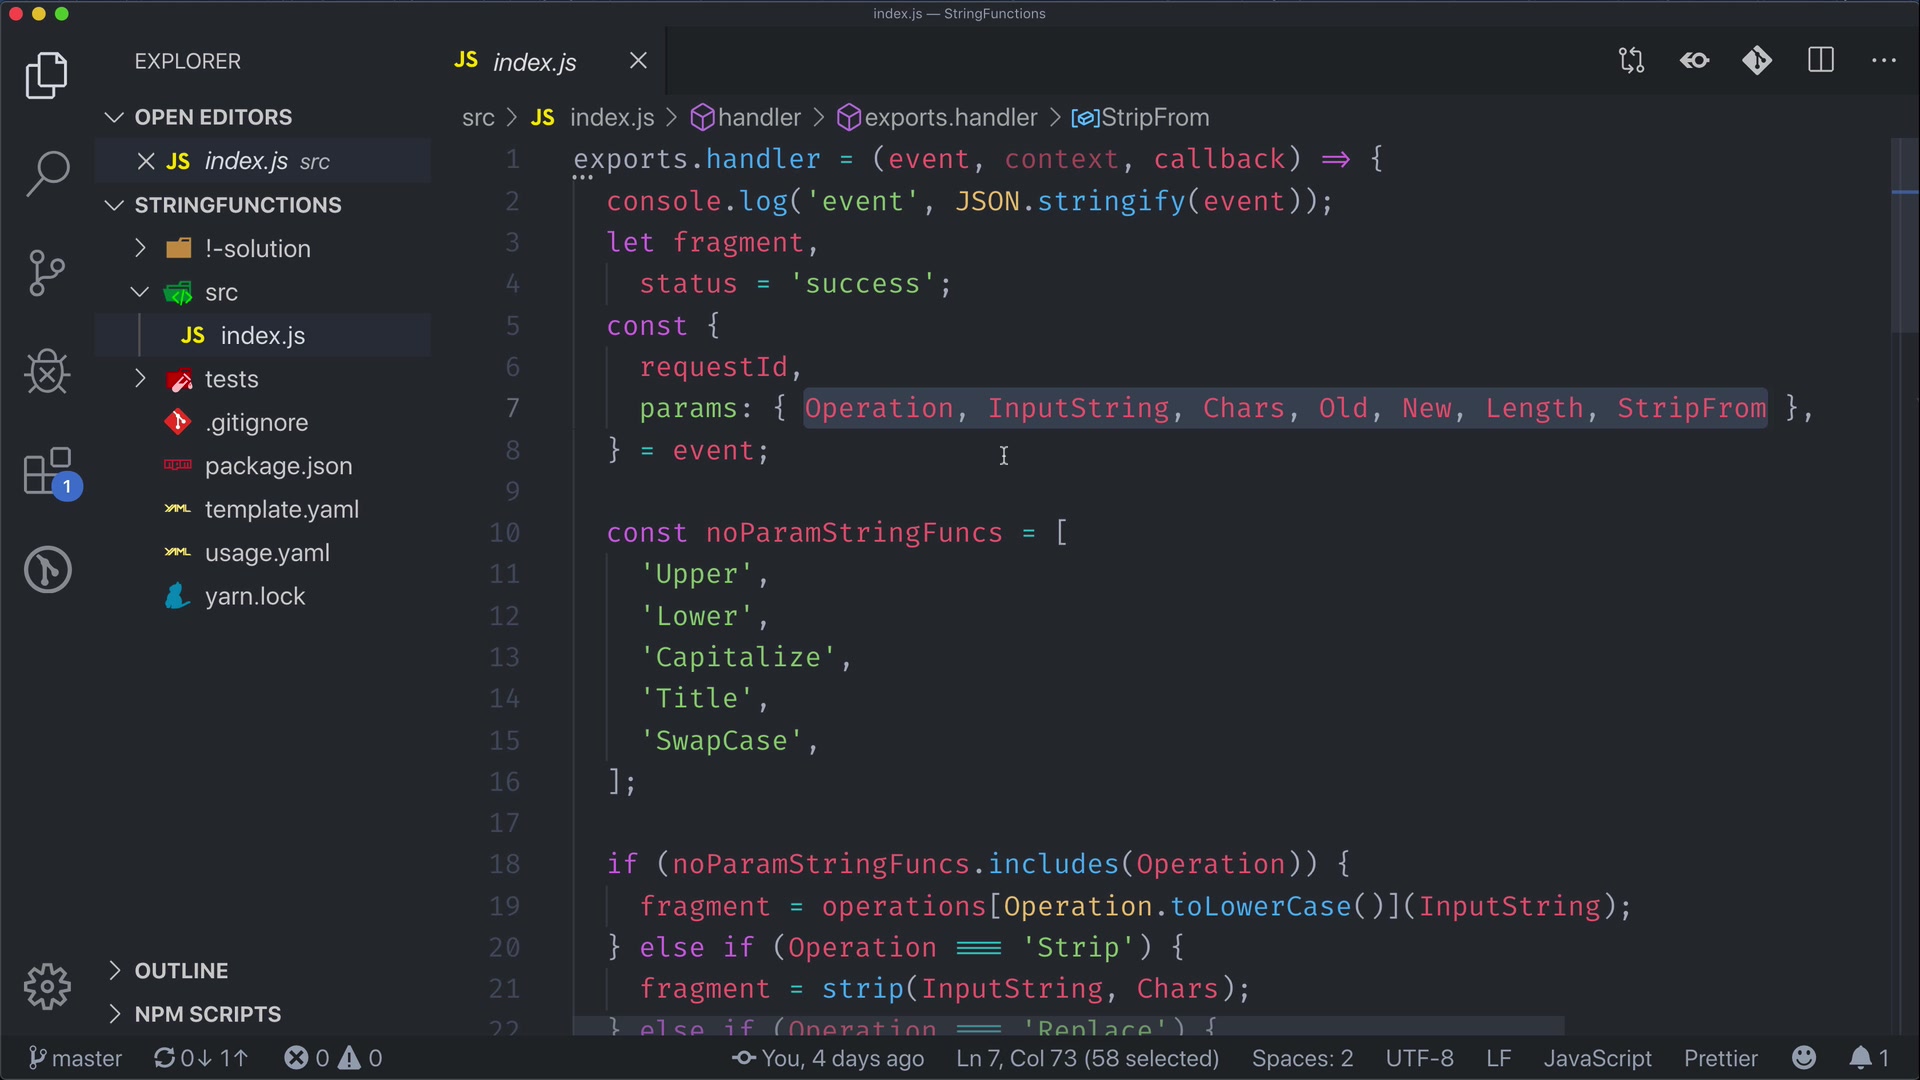 index.js — StringFunctions
EXPLORER
JS index.js
OPEN EDITORS
JS index.js src
STRINGFUNCTIONS
!-solution
src
JS index.js
tests
.gitignore
package.json
YAML template.yaml
YAML usage.yaml
yarn.lock
OUTLINE
NPM SCRIPTS
1
src > JS index.js > handler > exports.handler > StripFrom
1 exports.handler = (event, context, callback) => {
2 console.log('event', JSON.stringify(event));
3 let fragment,
4 status = 'success';
5 const {
6 requestId,
7 params: { Operation, InputString, Chars, Old, New, Length, StripFrom },
8 } = event;
9
10 const noParamStringFuncs = [
11 'Upper',
12 'Lower',
13 'Capitalize',
14 'Title',
15 'SwapCase',
16 ];
17
18 if (noParamStringFuncs.includes(Operation)) {
19 fragment = operations[Operation.toLowerCase()](InputString);
20 } else if (Operation === 'Strip') {
21 fragment = strip(InputString, Chars);
22 } else if (Operation === 'Replace') {
master 0↓ 1↑ 0 0 You, 4 days ago Ln 7, Col 73 (58 selected) Spaces: 2 UTF-8 LF JavaScript Prettier 1